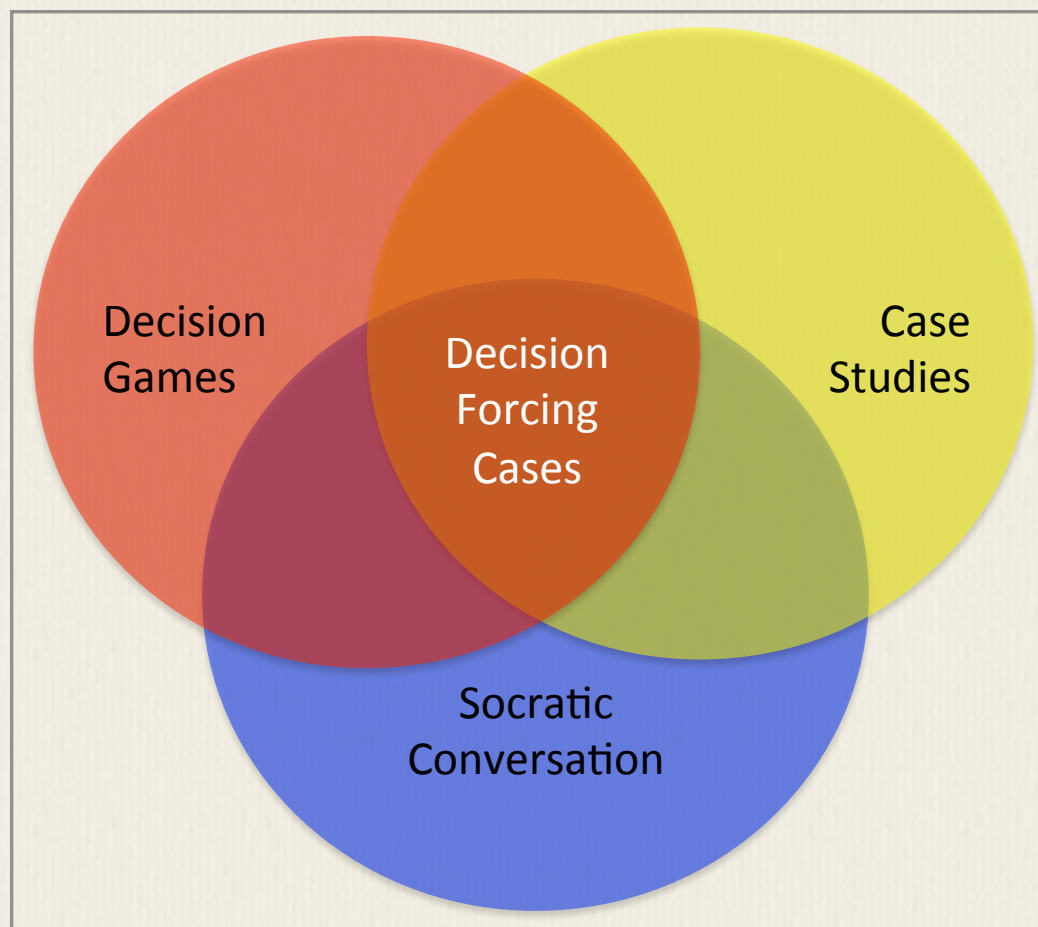 Decision
Games
Decision
Forcing
Cases
Case
Studies
Socratic
Conversation